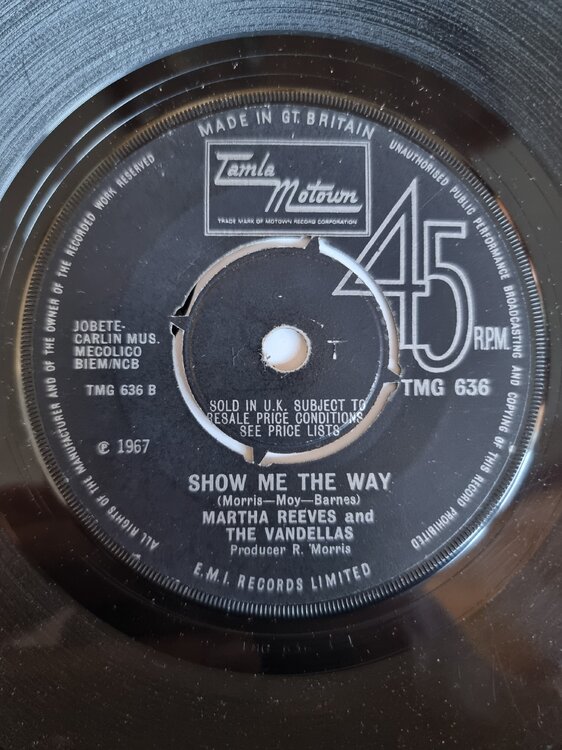 MADE IN GT. BRITAIN
UNAUTHORISED PUBLIC PERFORMANCE BROADCASTING AND COPYING OF THIS RECORD PROHIBITED
ALL RIGHTS OF THE MANUFACTURER AND OF THE OWNER OF THE RECORDED WORK RESERVED
Tamla
Motown
TRADE MARK OF MOTOWN RECORD CORPORATION
45
R.P.M.
JOBETE-
CARLIN MUS.
MECOLICO
BIEM/NCB
TMG 636 B
TMG 636
T
SOLD IN U.K. SUBJECT TO
RESALE PRICE CONDITIONS,
SEE PRICE LISTS
℗ 1967
SHOW ME THE WAY
(Morris—Moy—Barnes)
MARTHA REEVES and
THE VANDELLAS
Producer R. Morris
E.M.I. RECORDS LIMITED